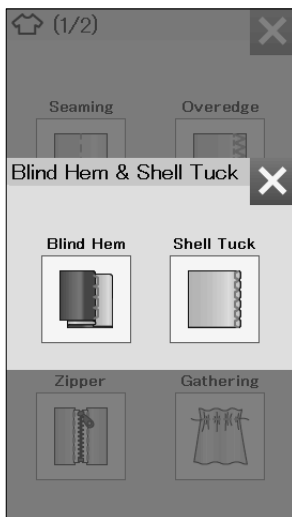 (1/2)
Seaming Overedge
Blind Hem & Shell Tuck
Blind Hem Shell Tuck
Zipper Gathering